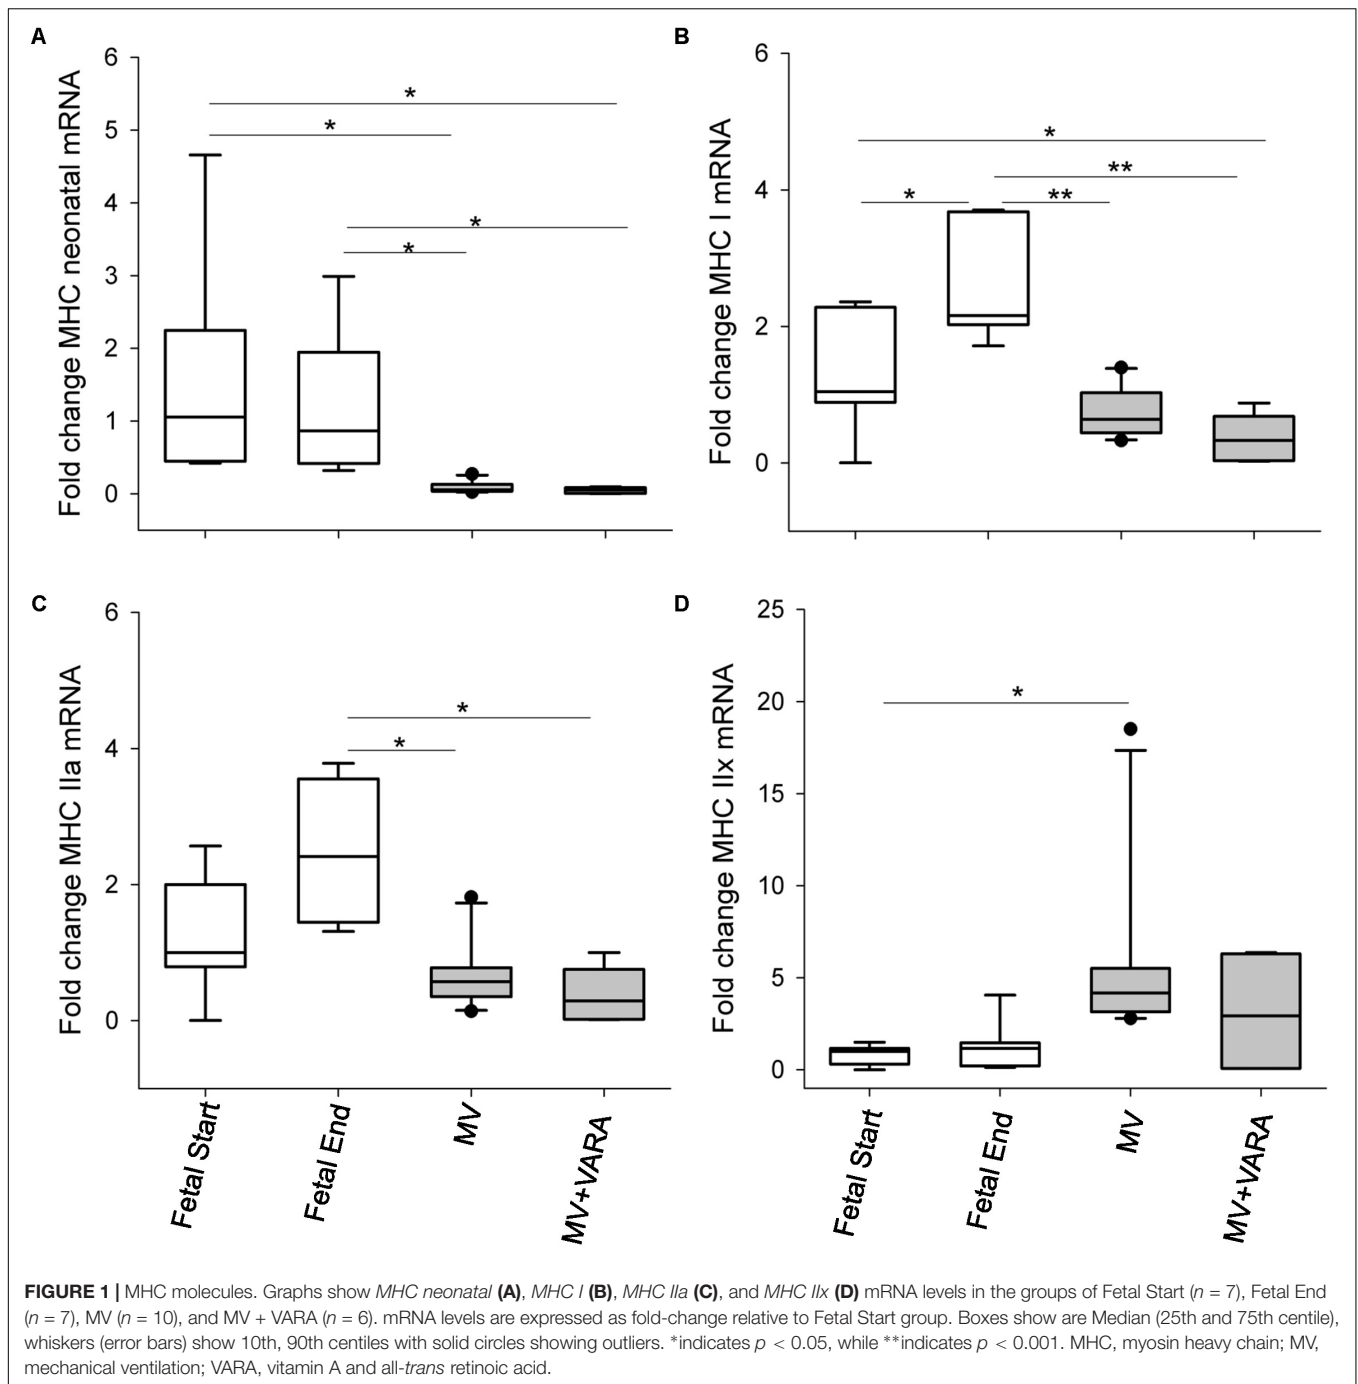 A
Fold change MHC neonatal mRNA
6
5
4
3
2
1
0
*
*
*
*
B
Fold change MHC I mRNA
6
4
2
0
*
**
*
**
C
Fold change MHC IIa mRNA
6
4
2
0
*
*
Fetal Start
Fetal End
MV
MV+VARA
D
Fold change MHC IIx mRNA
25
20
15
10
5
0
*
Fetal Start
Fetal End
MV
MV+VARA
FIGURE 1 | MHC molecules. Graphs show MHC neonatal (A), MHC I (B), MHC IIa (C), and MHC IIx (D) mRNA levels in the groups of Fetal Start (n = 7), Fetal End
(n = 7), MV (n = 10), and MV + VARA (n = 6). mRNA levels are expressed as fold-change relative to Fetal Start group. Boxes show are Median (25th and 75th centile),
whiskers (error bars) show 10th, 90th centiles with solid circles showing outliers. *indicates p < 0.05, while **indicates p < 0.001. MHC, myosin heavy chain; MV,
mechanical ventilation; VARA, vitamin A and all-trans retinoic acid.